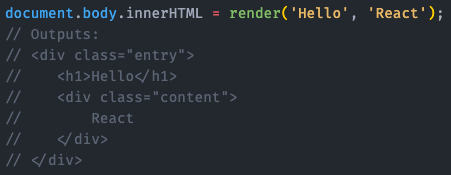 document.body.innerHTML = render('Hello', 'React');
// Outputs:
// <div class="entry">
//    <h1>Hello</h1>
//    <div class="content">
//       React
//    </div>
// </div>